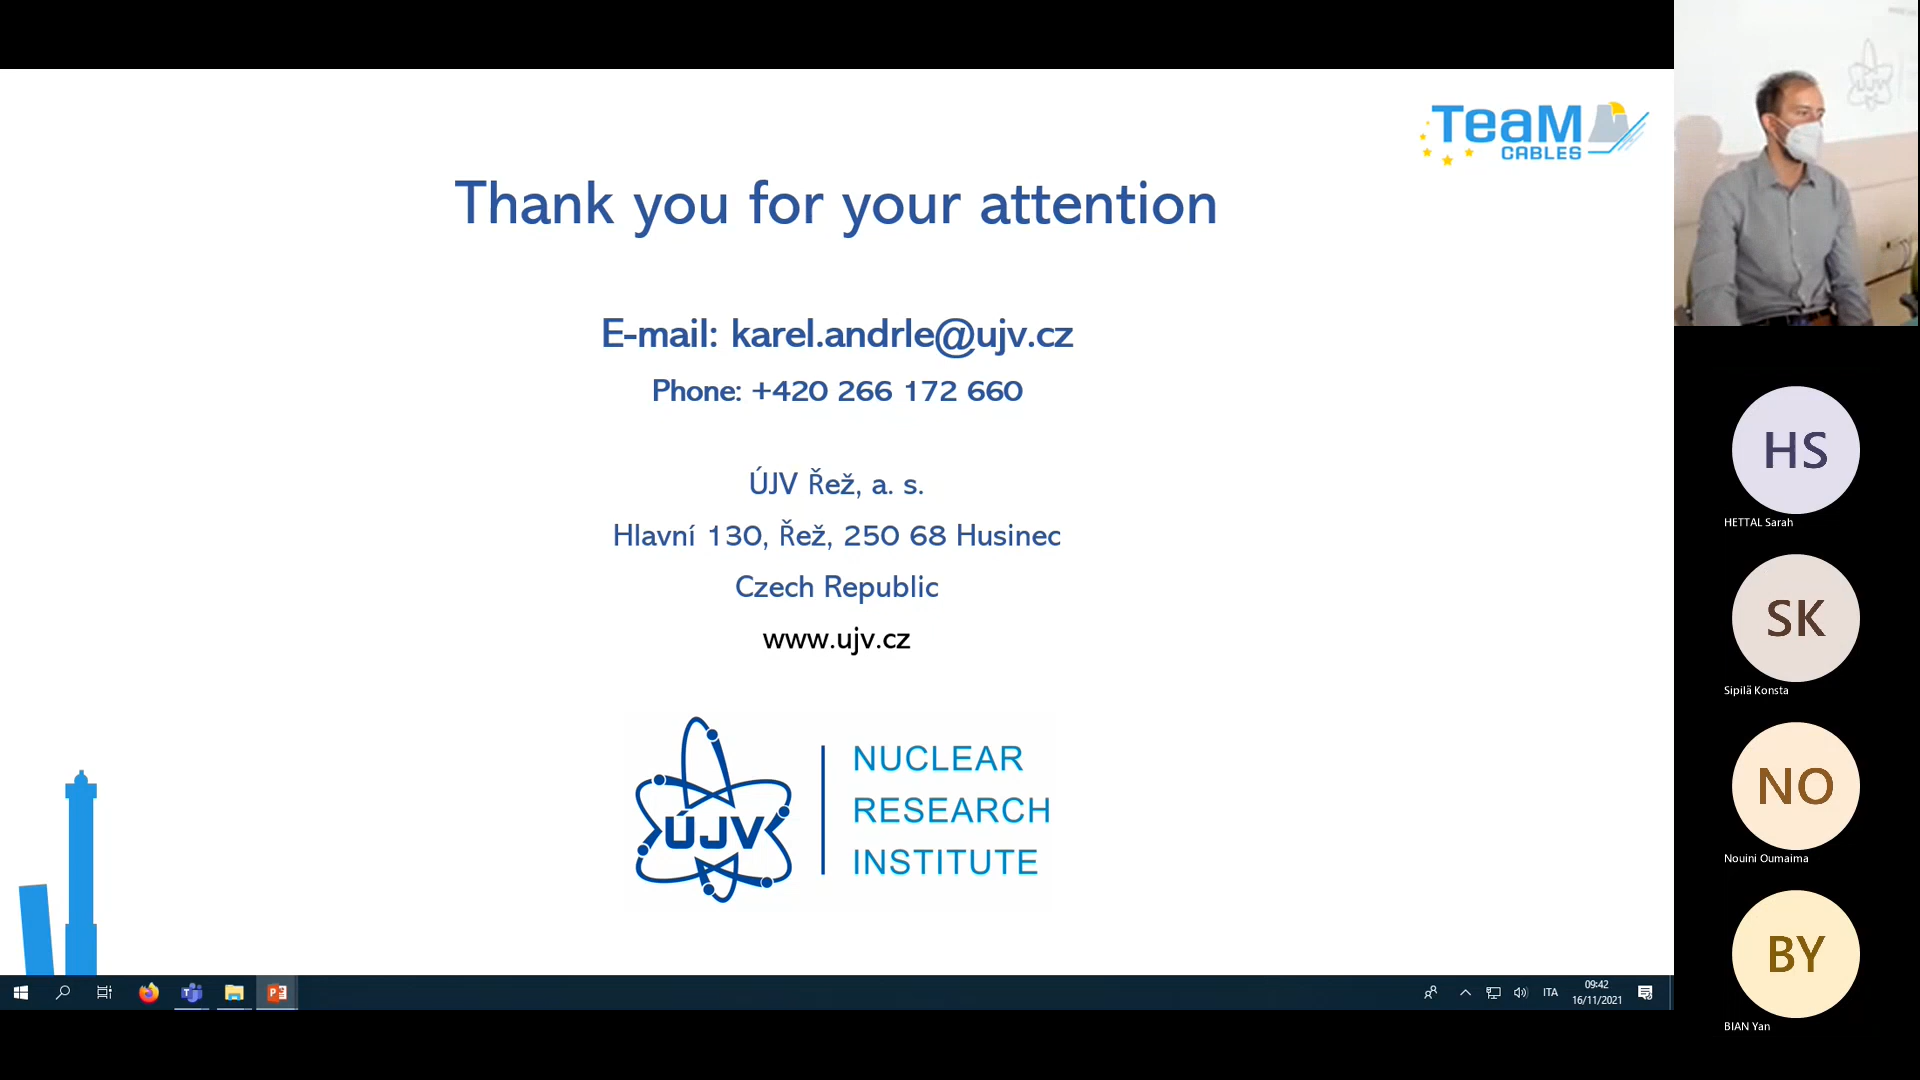 TeaM
CABLES
Thank you for your attention
E-mail: karel.andrle@ujv.cz
Phone: +420 266 172 660
ÚJV Řež, a. s.
Hlavní 130, Řež, 250 68 Husinec
Czech Republic
www.ujv.cz
ÚJV
NUCLEAR
RESEARCH
INSTITUTE
HS
HETTAL Sarah
SK
Sipilä Konsta
NO
Nouini Oumaima
BY
BIAN Yan
ITA
09:42
16/11/2021